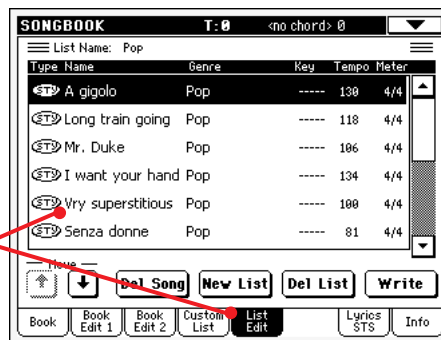 SONGBOOK T:0 <no chord> 0
List Name: Pop
Type Name Genre Key Tempo Meter
STY A gigolo Pop ----- 130 4/4
STY Long train going Pop ----- 118 4/4
STY Mr. Duke Pop ----- 106 4/4
STY I want your hand Pop ----- 134 4/4
STY Vry superstitious Pop ----- 100 4/4
STY Senza donne Pop ----- 81 4/4
Move
Del Song New List Del List Write
Book Book Edit 1 Book Edit 2 Custom List List Edit Lyrics STS Info